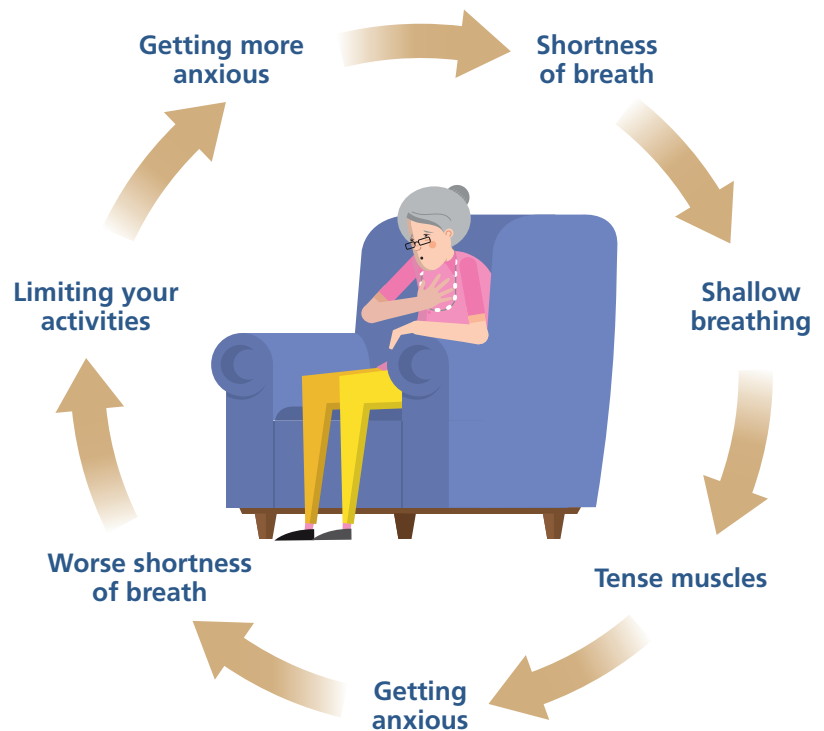 Getting more
anxious
Shortness
of breath
Shallow
breathing
Tense muscles
Getting
anxious
Worse shortness
of breath
Limiting your
activities